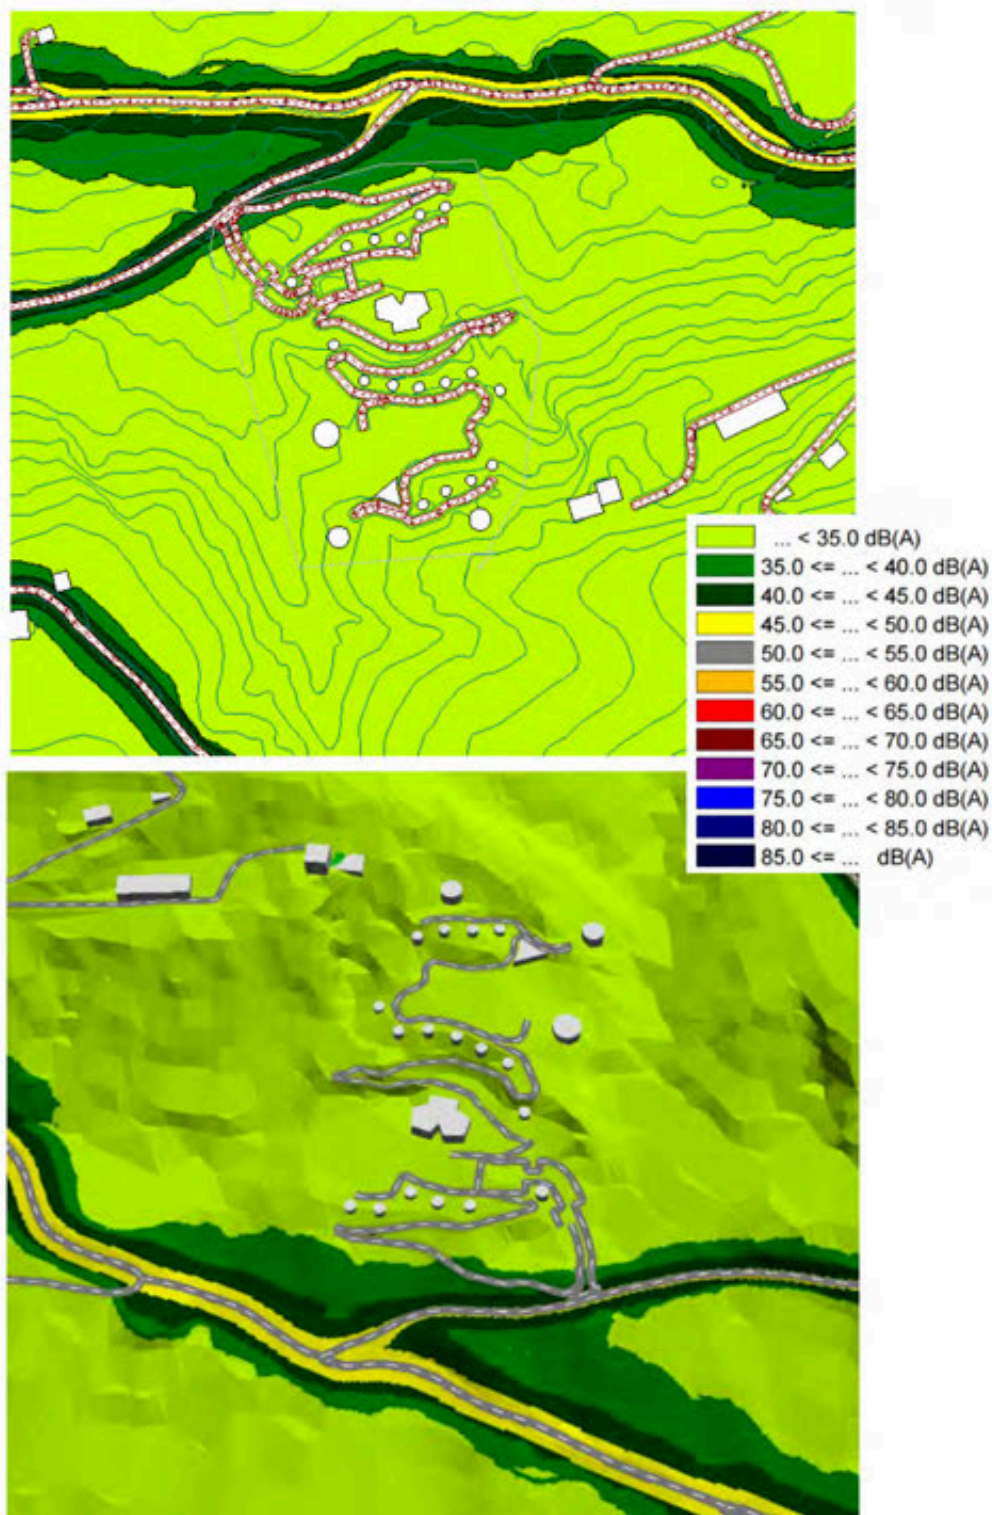 ... < 35.0 dB(A)
35.0 <= ... < 40.0 dB(A)
40.0 <= ... < 45.0 dB(A)
45.0 <= ... < 50.0 dB(A)
50.0 <= ... < 55.0 dB(A)
55.0 <= ... < 60.0 dB(A)
60.0 <= ... < 65.0 dB(A)
65.0 <= ... < 70.0 dB(A)
70.0 <= ... < 75.0 dB(A)
75.0 <= ... < 80.0 dB(A)
80.0 <= ... < 85.0 dB(A)
85.0 <= ... dB(A)